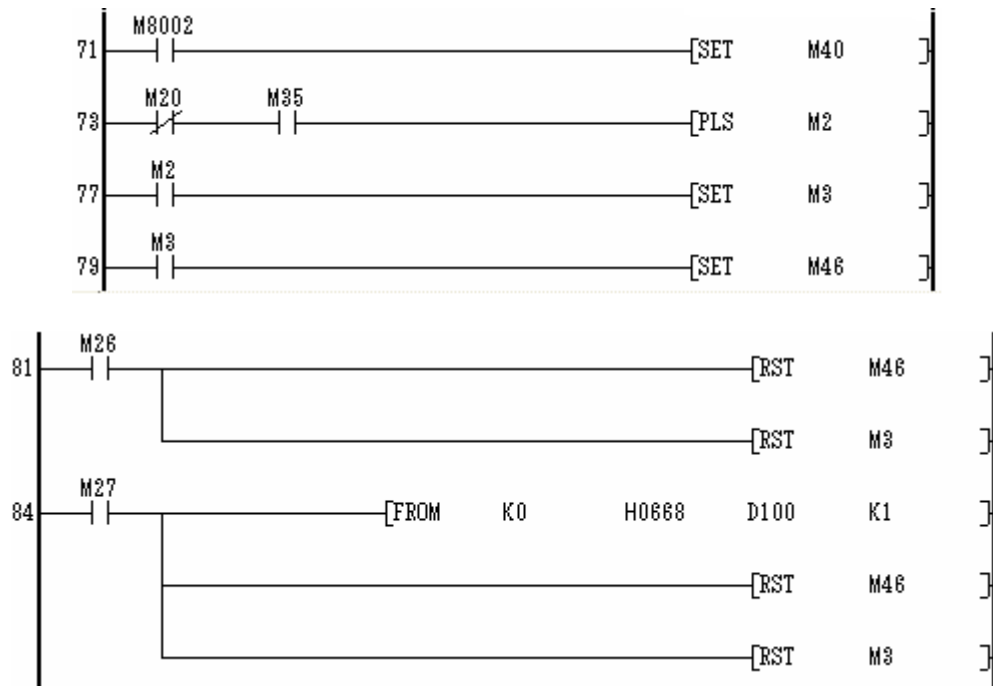 M8002
71 [SET M40 ]
M20 M35
73 [PLS M2 ]
M2
77 [SET M3 ]
M3
79 [SET M46 ]
M26
81 [RST M46 ]
[RST M3 ]
M27
84 [FROM K0 H0668 D100 K1 ]
[RST M46 ]
[RST M3 ]